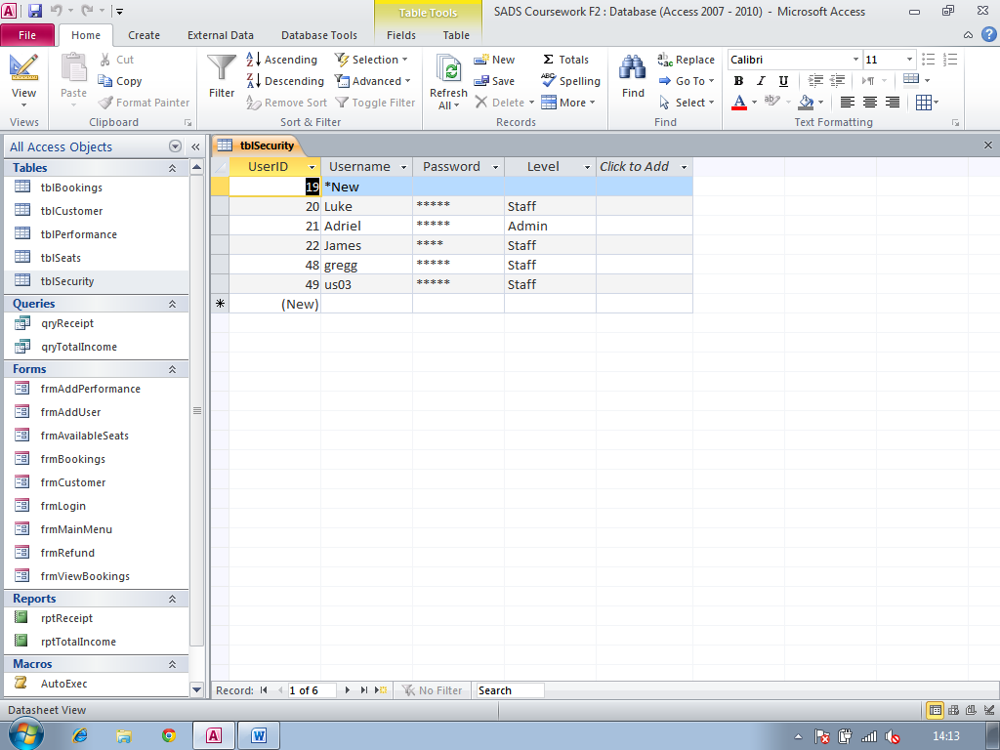 Table Tools
SADS Coursework F2 : Database (Access 2007 - 2010) - Microsoft Access
File Home Create External Data Database Tools Fields Table
View
Views
Paste
Cut
Copy
Format Painter
Clipboard
Filter
Ascending
Descending
Remove Sort
Selection
Advanced
Toggle Filter
Sort & Filter
Refresh
All
New
Save
Delete
Totals
Spelling
More
Records
Find
Replace
Go To
Select
Find
Calibri 11
B I U
A
Text Formatting
All Access Objects
Tables
tblBookings
tblCustomer
tblPerformance
tblSeats
tblSecurity
Queries
qryReceipt
qryTotalIncome
Forms
frmAddPerformance
frmAddUser
frmAvailableSeats
frmBookings
frmCustomer
frmLogin
frmMainMenu
frmRefund
frmViewBookings
Reports
rptReceipt
rptTotalIncome
Macros
AutoExec
tblSecurity
UserID Username Password Level Click to Add
19 *New
20 Luke ***** Staff
21 Adriel ***** Admin
22 James **** Staff
48 gregg ***** Staff
49 us03 ***** Staff
* (New)
Record: 1 of 6 No Filter Search
Datasheet View
14:13